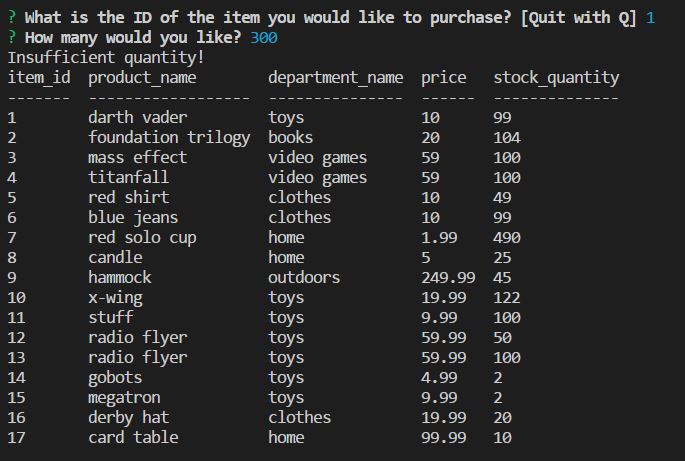 ? What is the ID of the item you would like to purchase? [Quit with Q] 1
? How many would you like? 300
Insufficient quantity!
item_id  product_name        department_name  price   stock_quantity
-------  ------------------  ---------------  ------  --------------
1        darth vader         toys             10      99
2        foundation trilogy  books            20      104
3        mass effect         video games      59      100
4        titanfall           video games      59      100
5        red shirt           clothes          10      49
6        blue jeans          clothes          10      99
7        red solo cup        home             1.99    490
8        candle              home             5       25
9        hammock             outdoors         249.99  45
10       x-wing              toys             19.99   122
11       stuff               toys             9.99    100
12       radio flyer         toys             59.99   50
13       radio flyer         toys             59.99   100
14       gobots              toys             4.99    2
15       megatron            toys             9.99    2
16       derby hat           clothes          19.99   20
17       card table          home             99.99   10